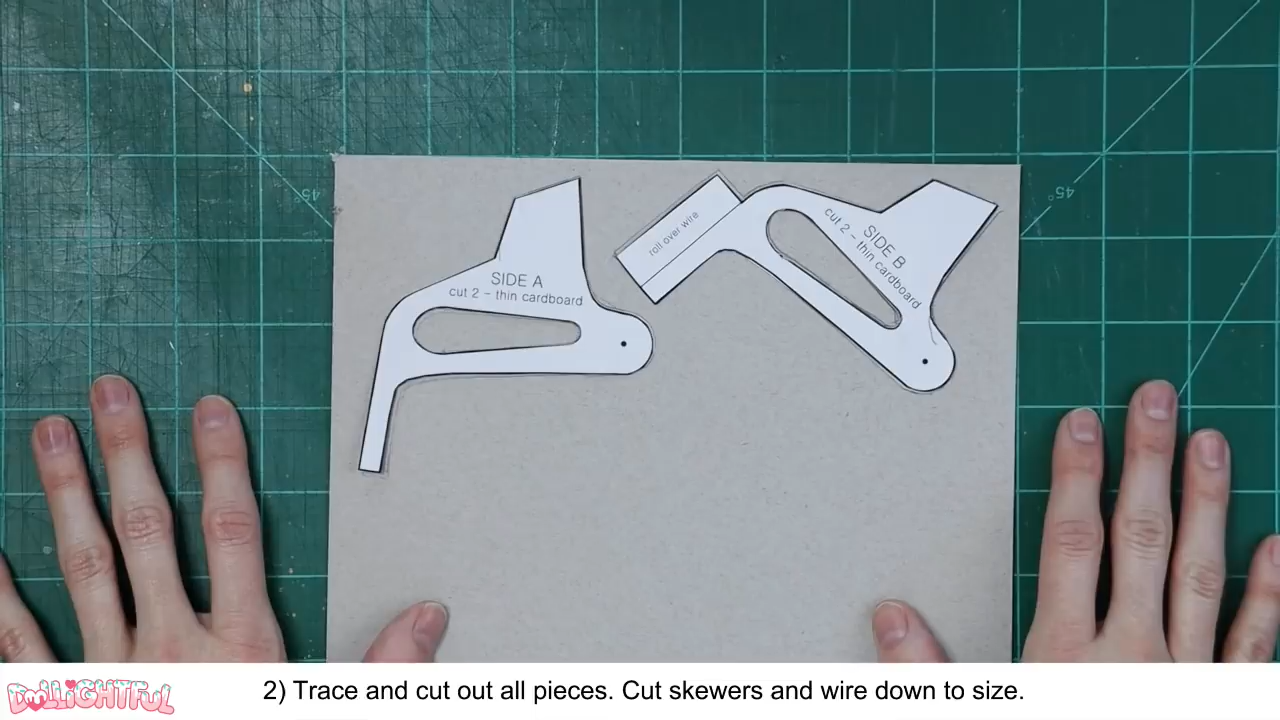 45°
45°
SIDE A
cut 2 - thin cardboard
roll over wire
SIDE B
cut 2 - thin cardboard
DOLLIGHTFUL
2) Trace and cut out all pieces. Cut skewers and wire down to size.